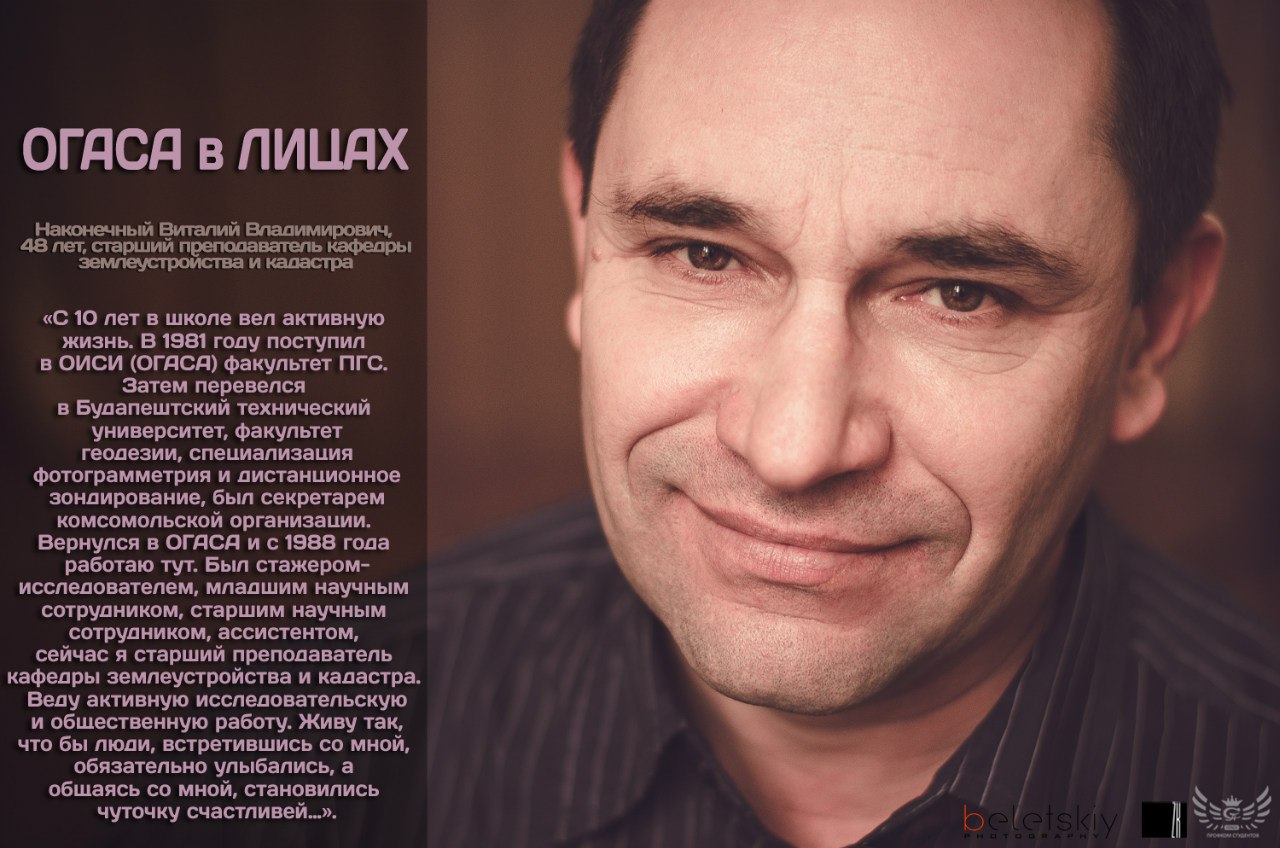 ОГАСА в ЛИЦАХ
Наконечный Виталий Владимирович,
48 лет, старший преподаватель кафедры
землеустройства и кадастра
«С 10 лет в школе вел активную
жизнь. В 1981 году поступил
в ОИСИ (ОГАСА) факультет ПГС.
Затем перевелся
в Будапештский технический
университет, факультет
геодезии, специализация
фотограмметрия и дистанционное
зондирование, был секретарем
комсомольской организации.
Вернулся в ОГАСА и с 1988 года
работаю тут. Был стажером-
исследователем, младшим научным
сотрудником, старшим научным
сотрудником, ассистентом,
сейчас я старший преподаватель
кафедры землеустройства и кадастра.
Веду активную исследовательскую
и общественную работу. Живу так,
что бы люди, встретившись со мной,
обязательно улыбались, а
общаясь со мной, становились
чуточку счастливей...».
beletskiy
PHOTOGRAPHY
ZK
ПРОФКОМ СТУДЕНТОВ